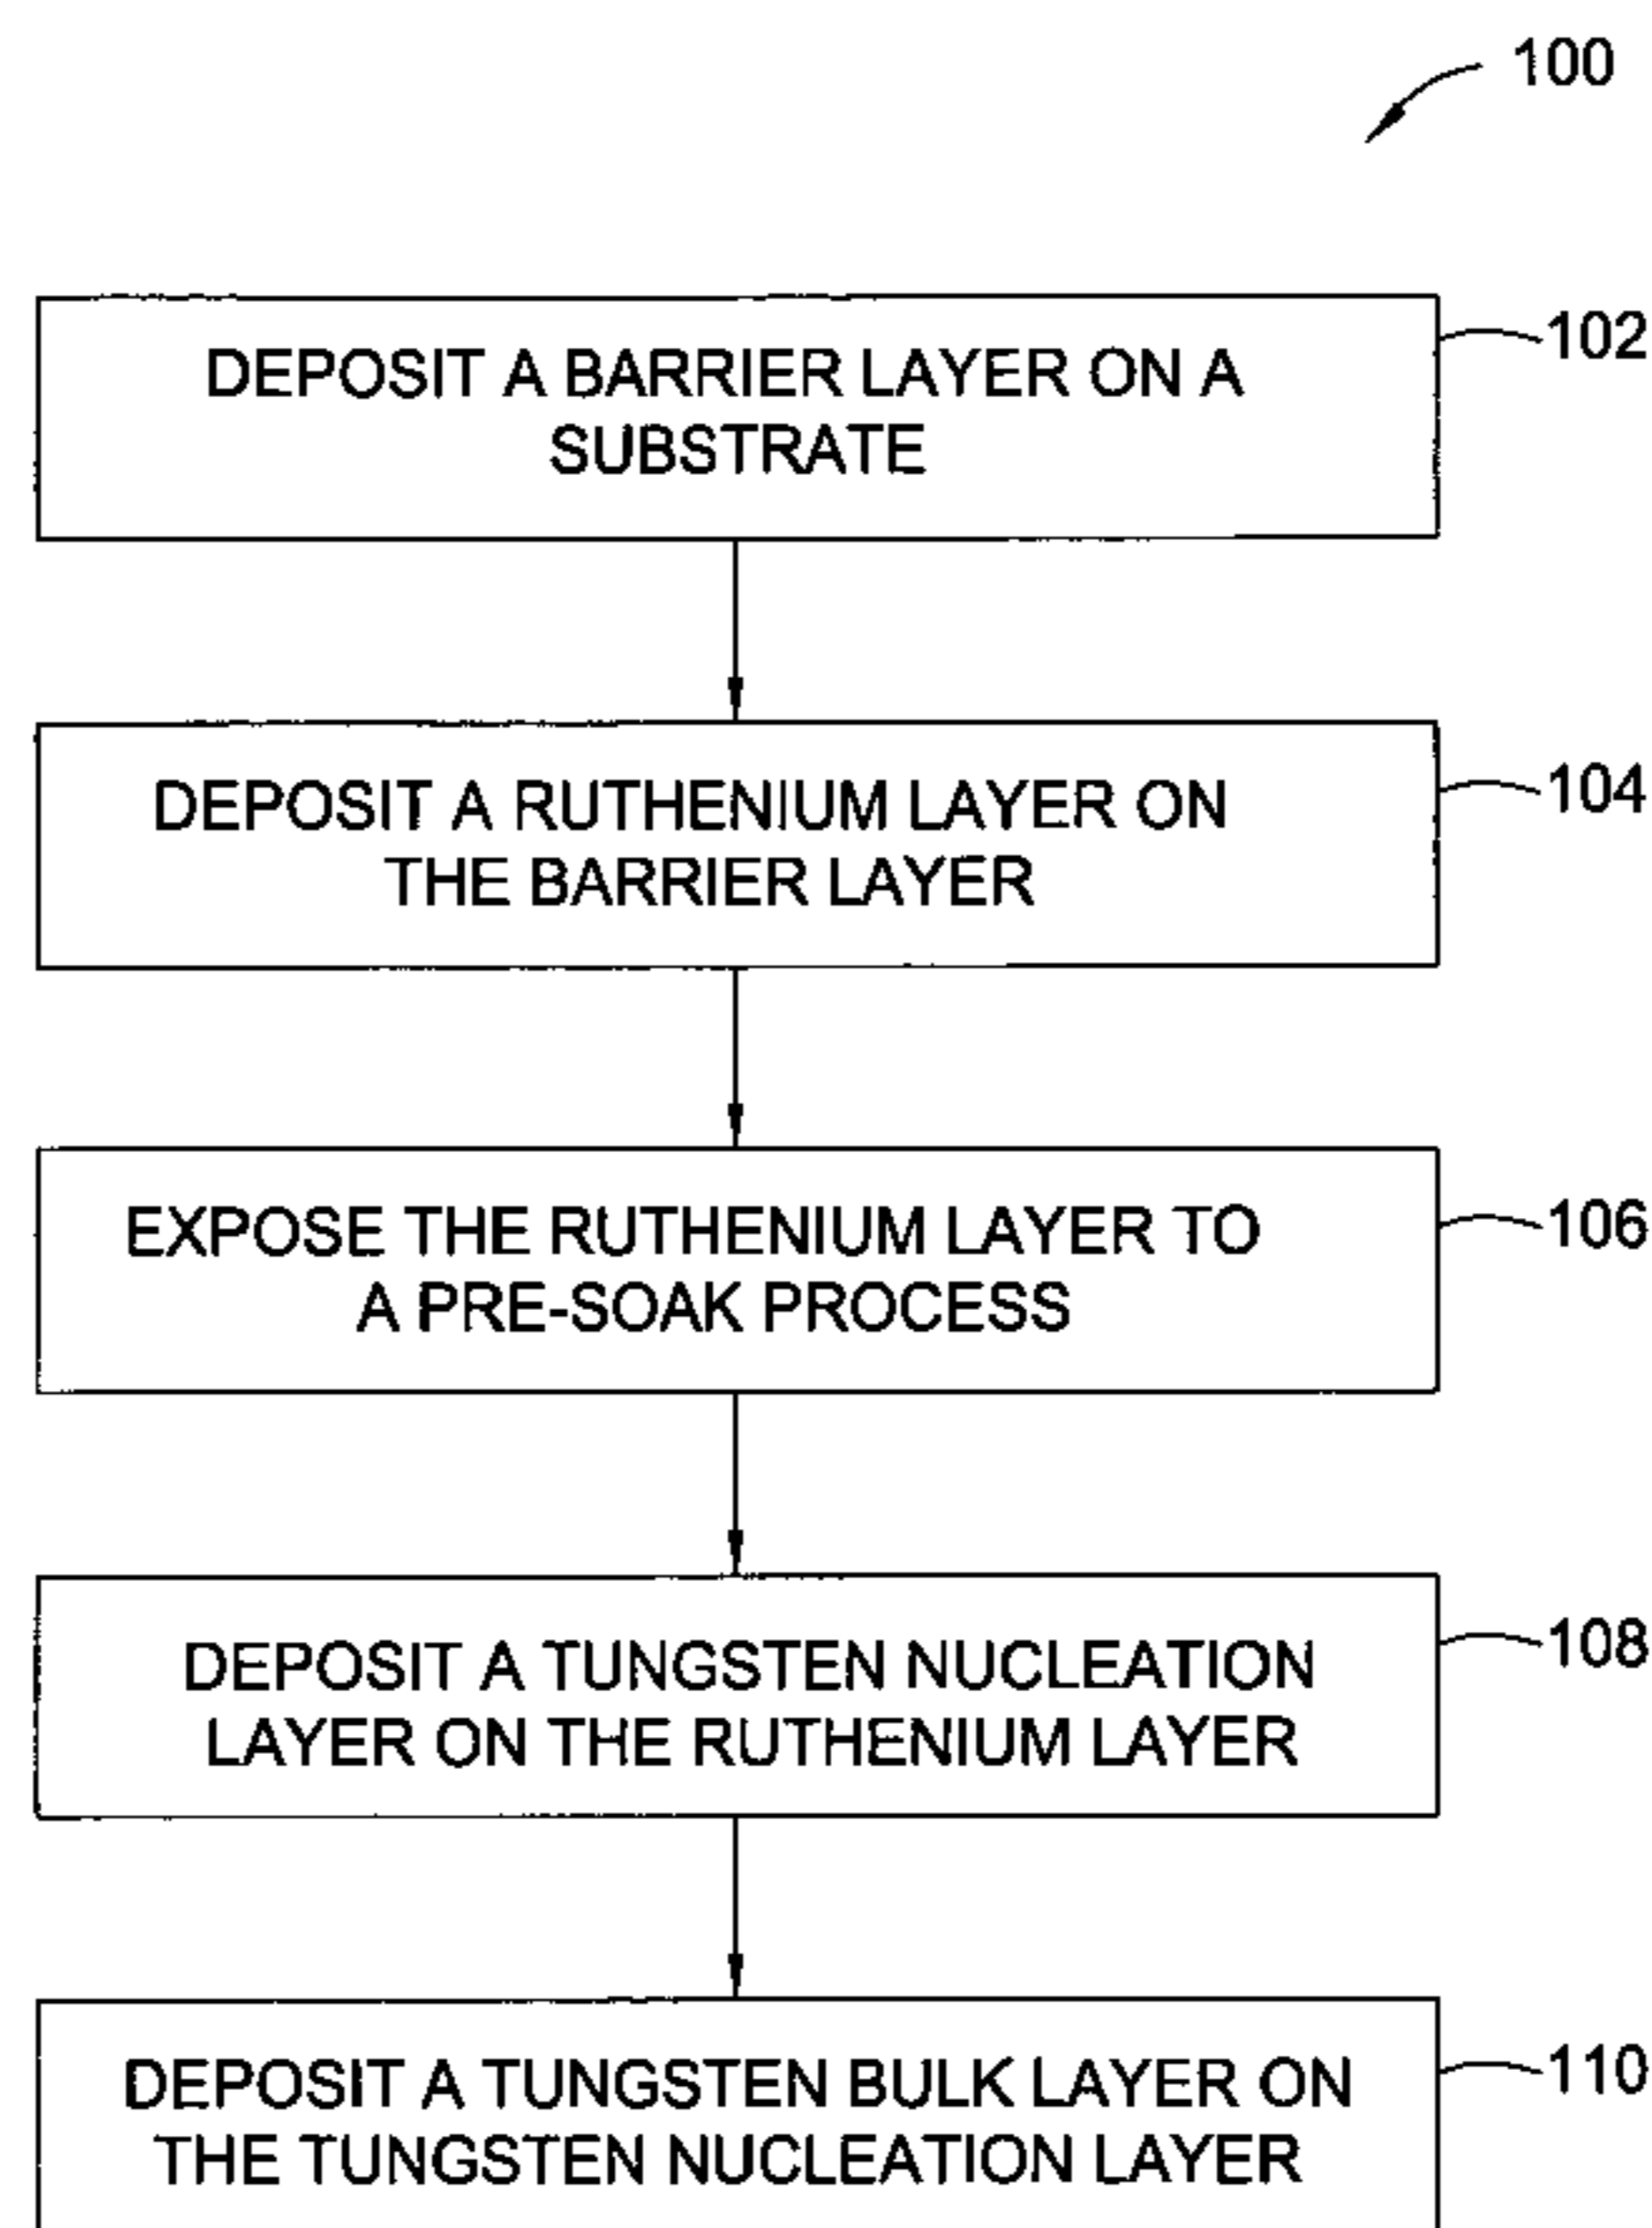 100
DEPOSIT A BARRIER LAYER ON A
SUBSTRATE
102
DEPOSIT A RUTHENIUM LAYER ON
THE BARRIER LAYER
104
EXPOSE THE RUTHENIUM LAYER TO
A PRE-SOAK PROCESS
106
DEPOSIT A TUNGSTEN NUCLEATION
LAYER ON THE RUTHENIUM LAYER
108
DEPOSIT A TUNGSTEN BULK LAYER ON
THE TUNGSTEN NUCLEATION LAYER
110